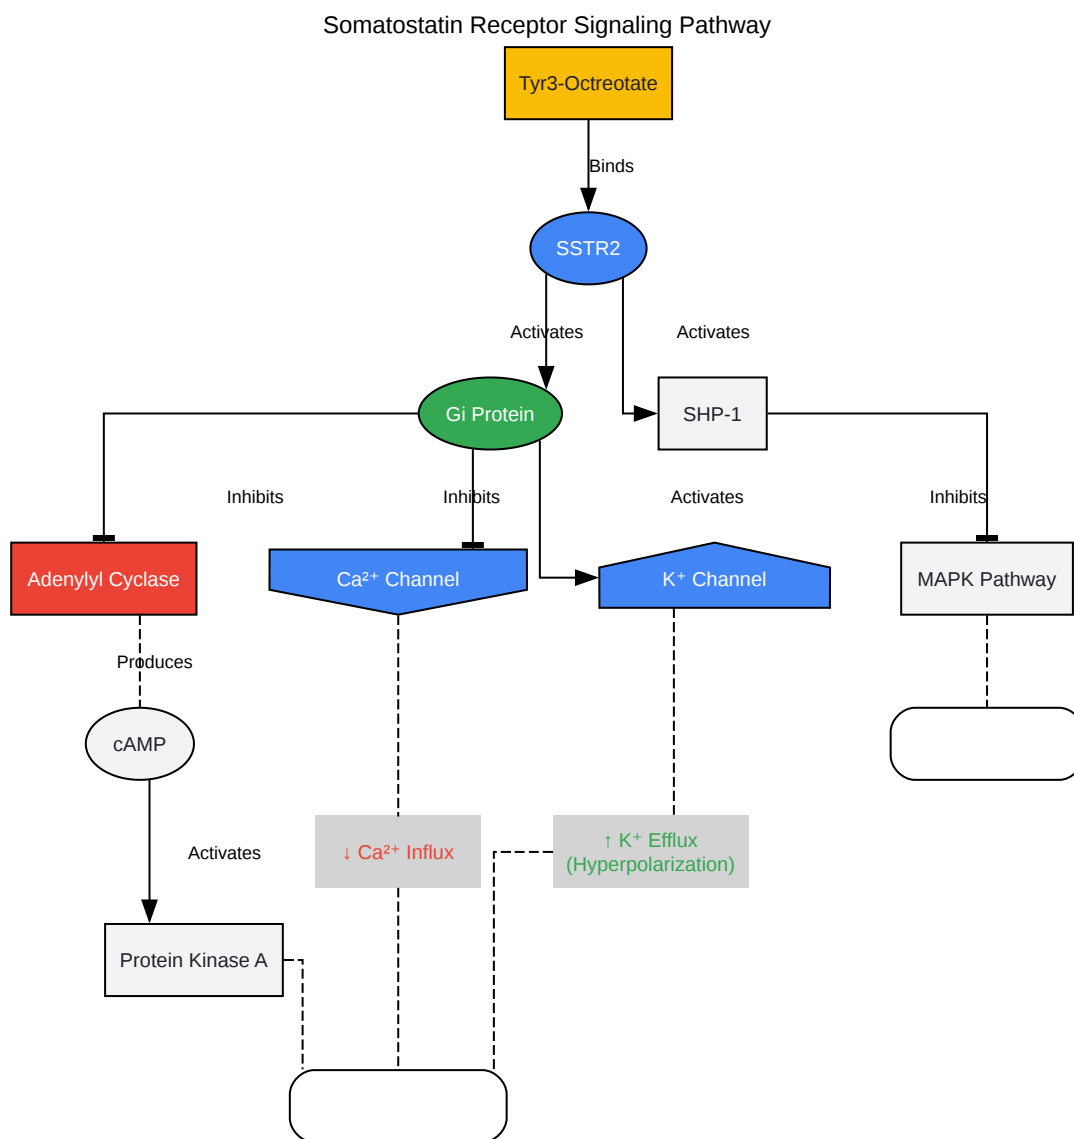 Somatostatin Receptor Signaling Pathway
Tyr3-Octreotate
Binds
SSTR2
Activates
Activates
Gi Protein
SHP-1
Inhibits
Inhibits
Activates
Inhibits
Adenylyl Cyclase
Ca²⁺ Channel
K⁺ Channel
MAPK Pathway
Produces
cAMP
↓ Ca²⁺ Influx
↑ K⁺ Efflux
(Hyperpolarization)
Activates
Protein Kinase A